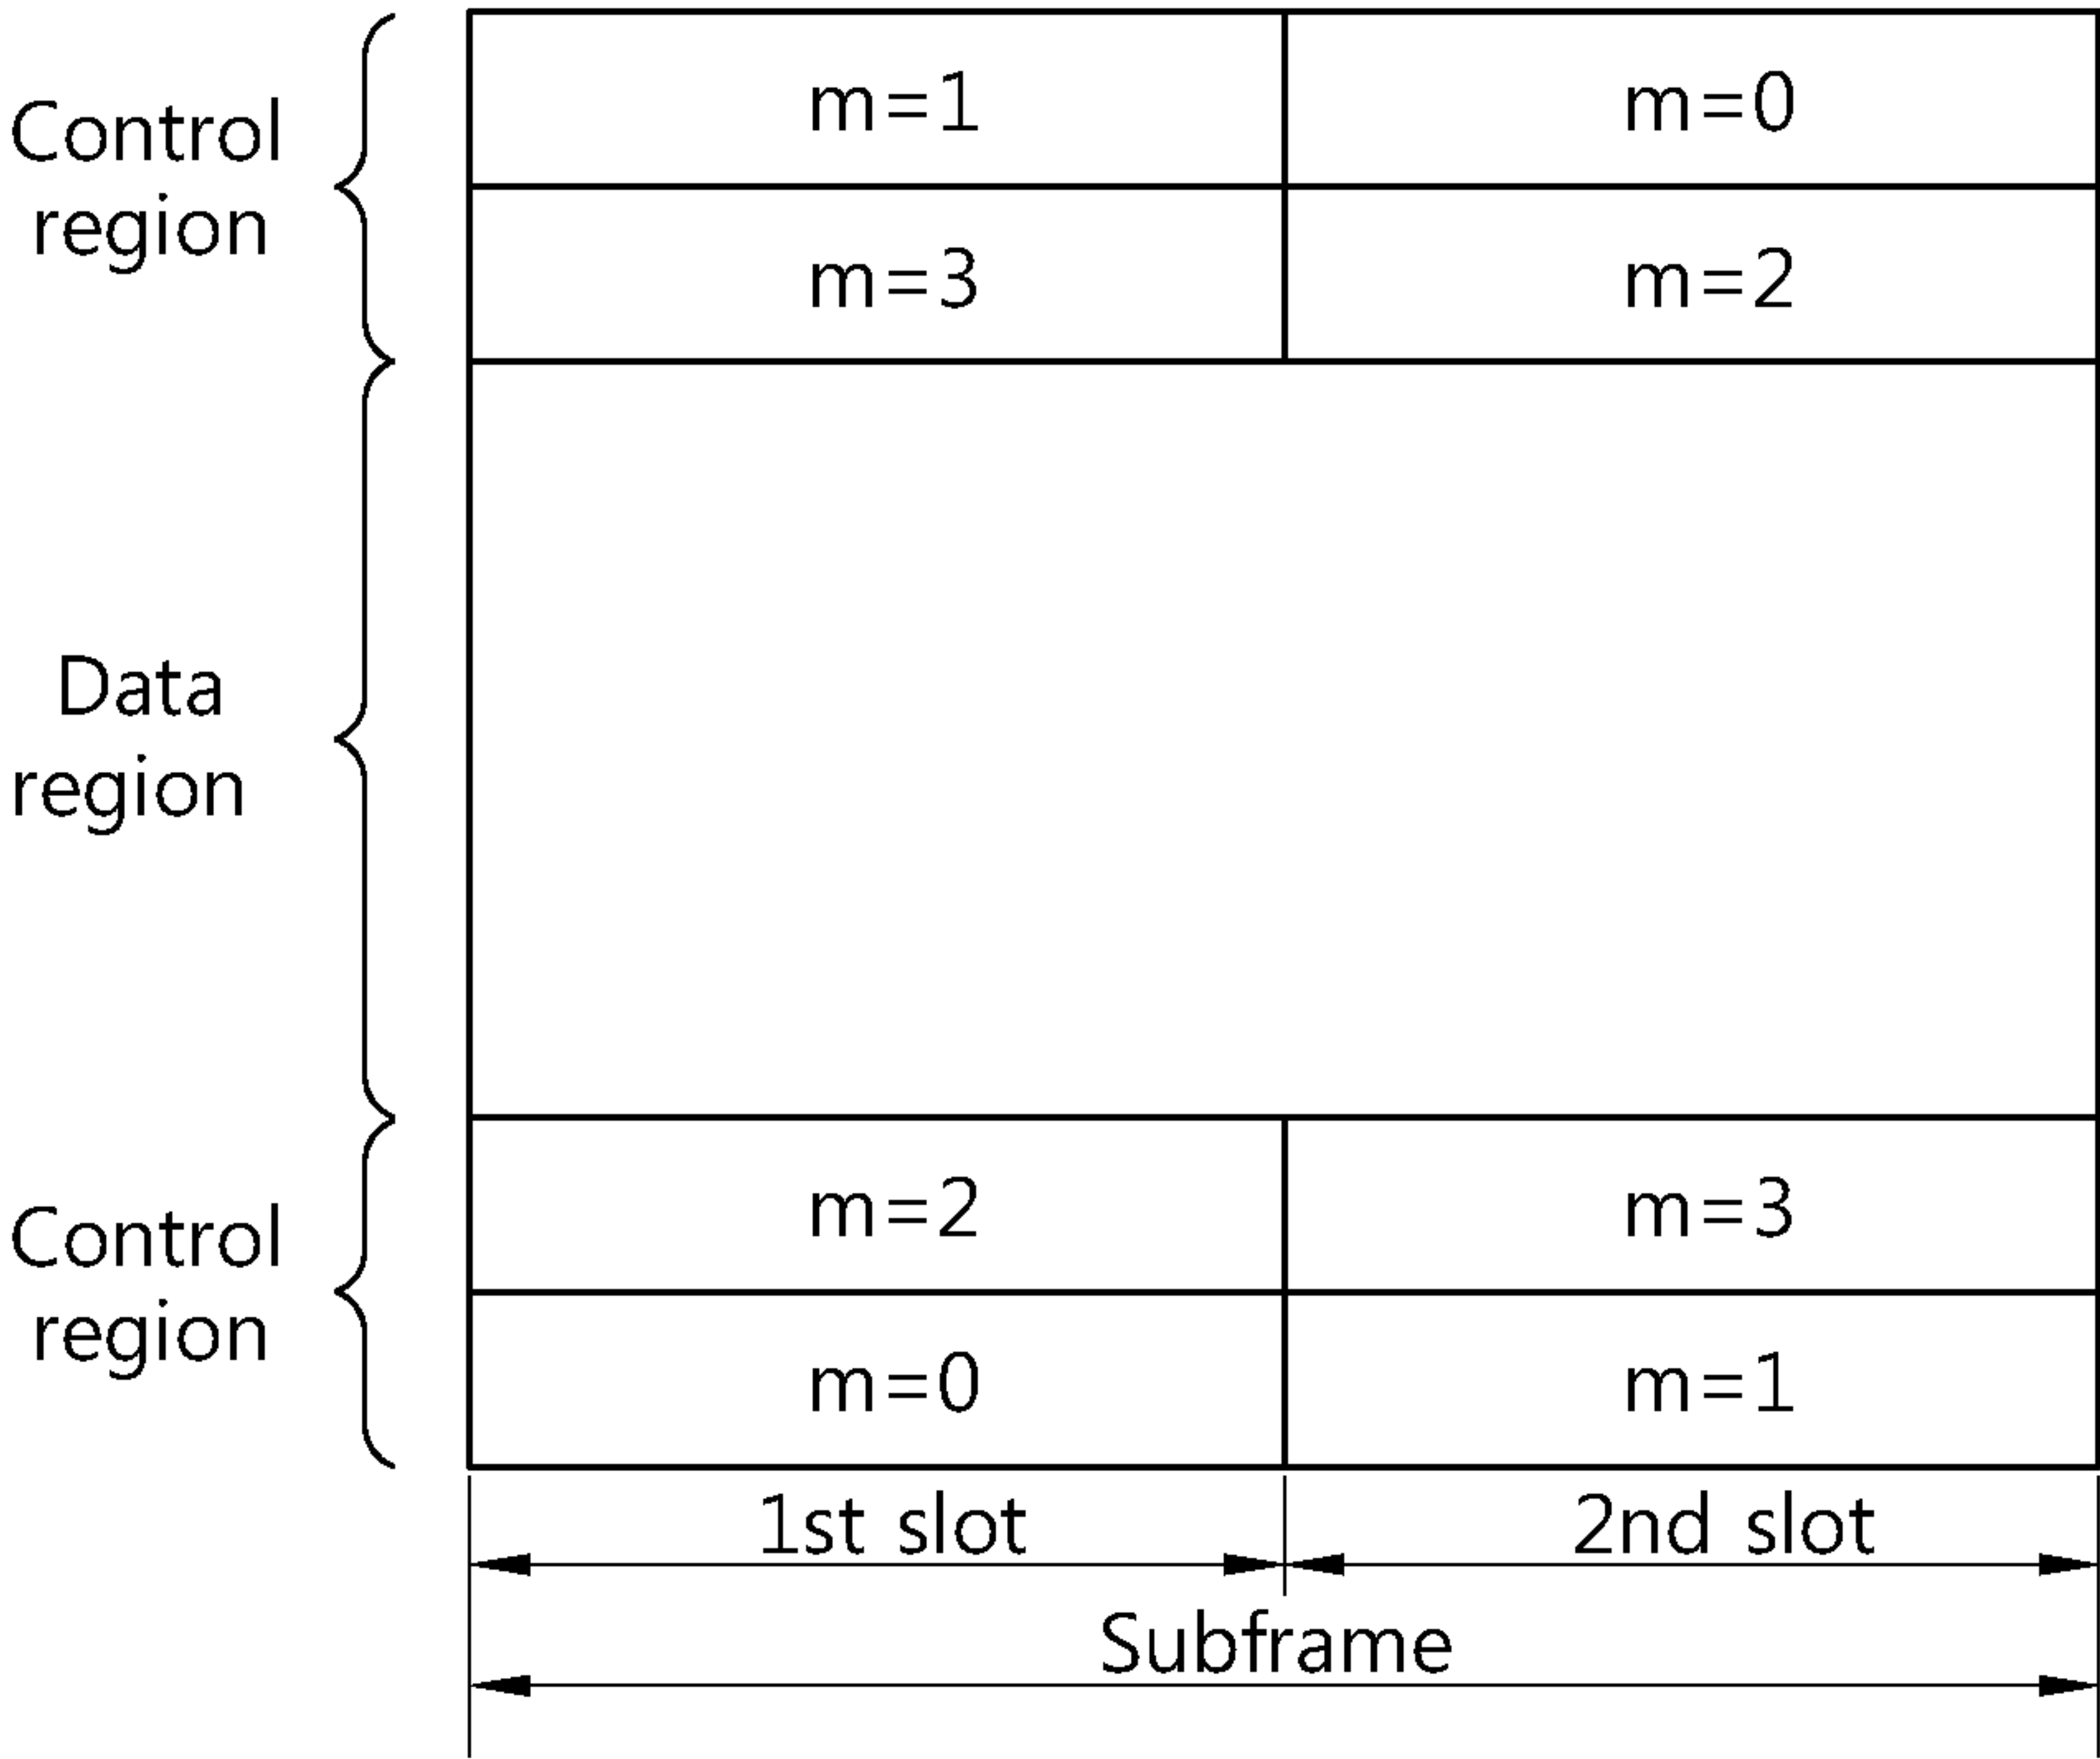 Control
region
m=1
m=0
m=3
m=2
Data
region
Control
region
m=2
m=3
m=0
m=1
1st slot
2nd slot
Subframe